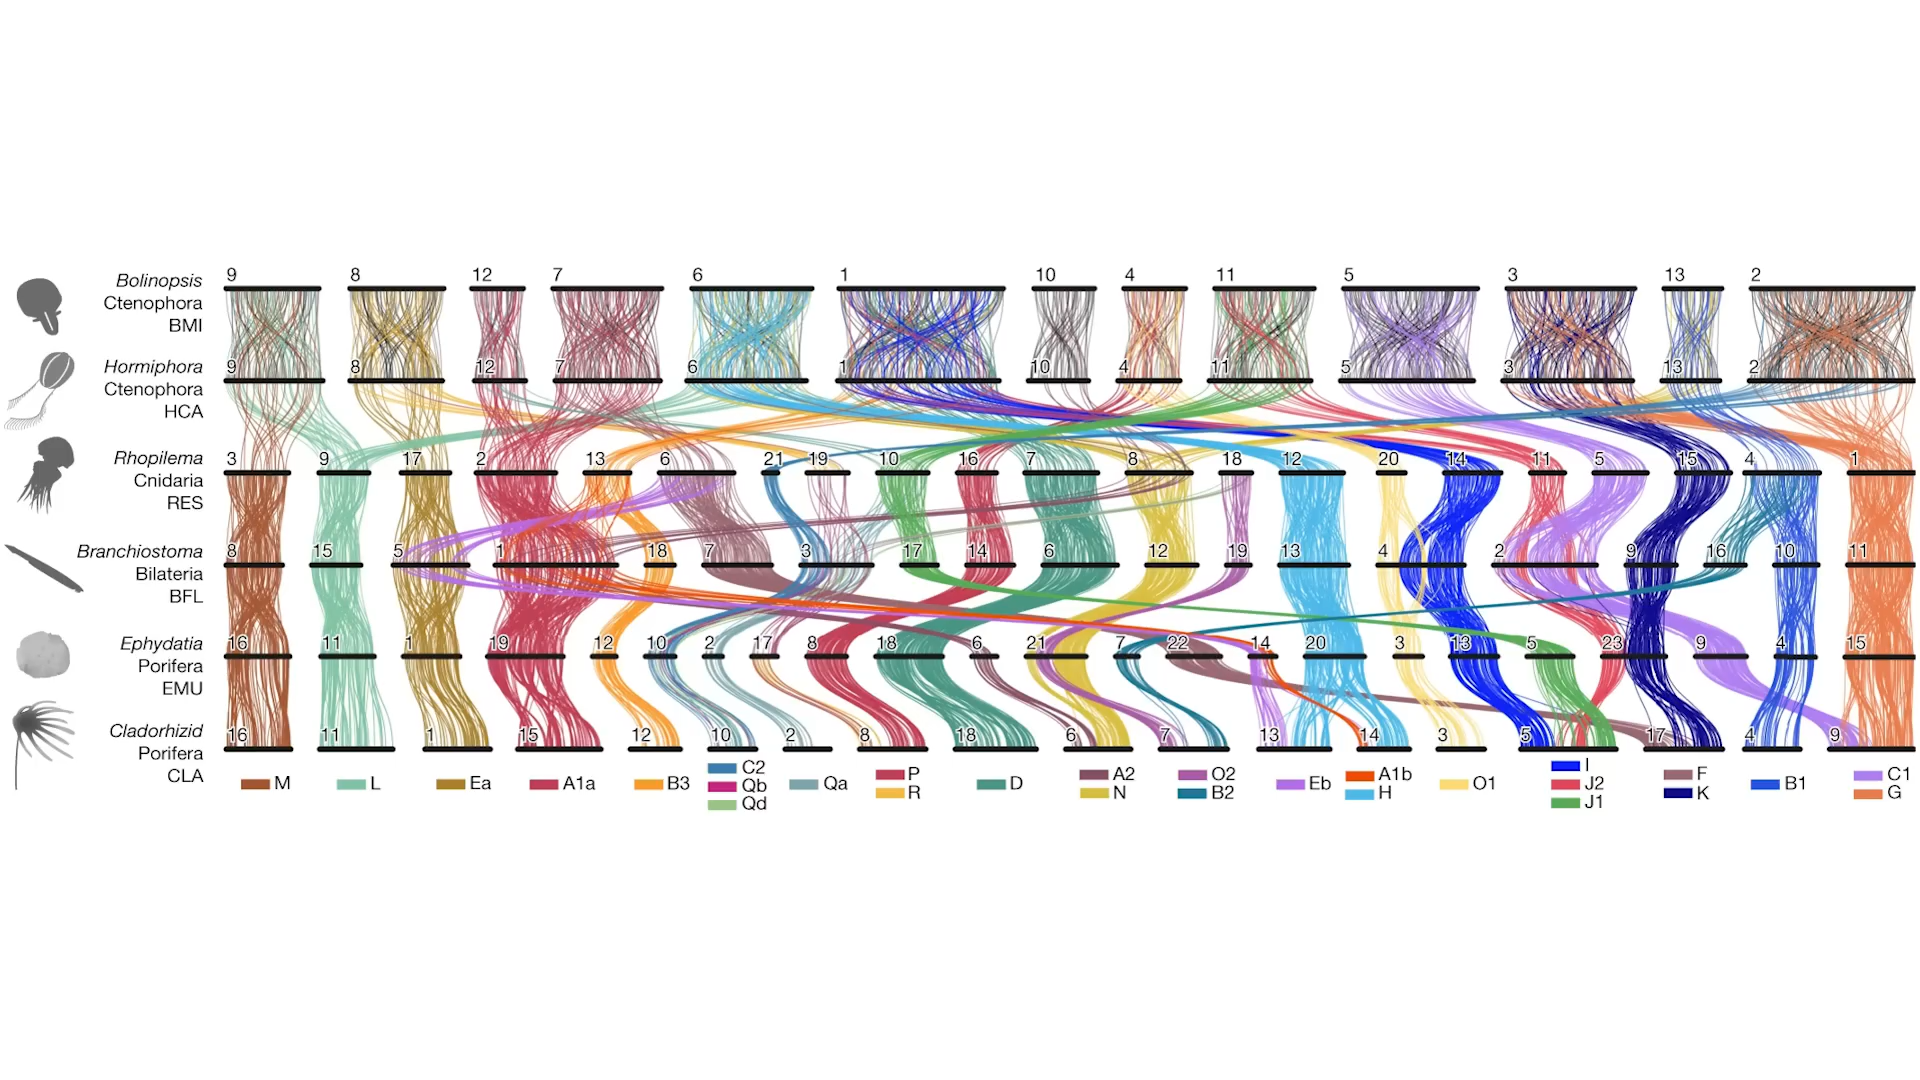 9 8 12 7 6 1 10 4 11 5 3 13 2
Bolinopsis
Ctenophora
BMI
Hormiphora
9 8 12 7 6 1 10 4 11 5 3 13 2
Ctenophora
HCA
Rhopilema
3 9 17 2 13 6 21 19 10 16 7 8 18 12 20 14 11 5 15 4 1
Cnidaria
RES
Branchiostoma
8 15 5 1 18 7 3 17 14 6 12 19 13 4 2 9 16 10 11
Bilateria
BFL
Ephydatia
16 11 1 19 12 10 2 17 8 18 6 21 7 22 14 20 3 13 5 23 9 4 15
Porifera
EMU
Cladorhizid
16 11 1 15 12 10 2 8 18 6 7 13 14 3 5 17 4 9
Porifera
CLA
M
L
Ea
A1a
B3
C2
Qb
Qd
Qa
P
R
D
A2
N
O2
B2
Eb
A1b
H
O1
I
J2
J1
F
K
B1
C1
G